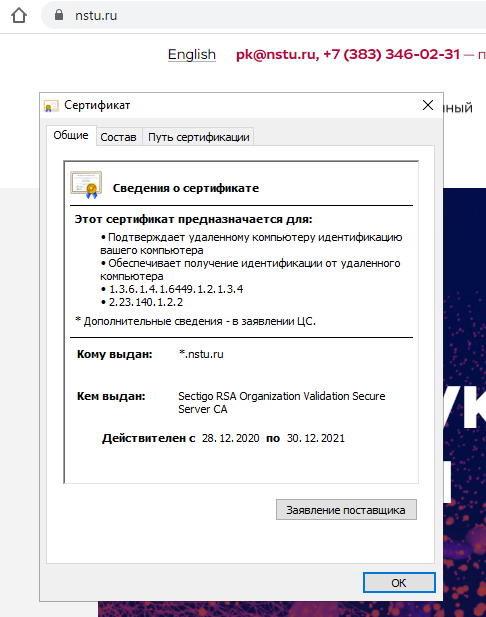 nstu.ru
English pk@nstu.ru, +7 (383) 346-02-31 — п
Сертификат
ный
Общие Состав Путь сертификации
Сведения о сертификате
Этот сертификат предназначается для:
• Подтверждает удаленному компьютеру идентификацию
вашего компьютера
• Обеспечивает получение идентификации от удаленного
компьютера
• 1.3.6.1.4.1.6449.1.2.1.3.4
• 2.23.140.1.2.2
* Дополнительные сведения - в заявлении ЦС.
Кому выдан: *.nstu.ru
Кем выдан: Sectigo RSA Organization Validation Secure
Server CA
Действителен с 28.12.2020 по 30.12.2021
Заявление поставщика
ОК